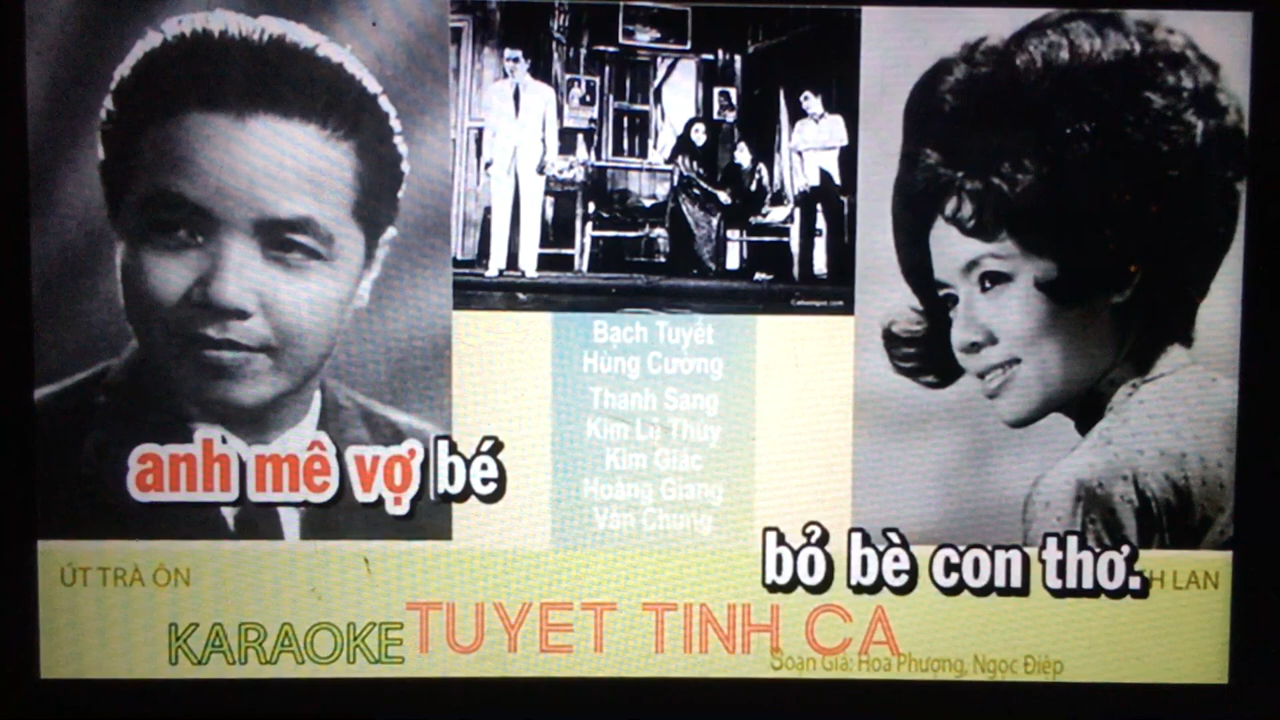 Bạch Tuyết
Hùng Cường
Thanh Sang
Kim Lệ Thủy
Kim Giác
Hoàng Giang
Văn Chung
anh mê vợ bé
bỏ bè con thơ.
ÚT TRÀ ÔN
H LAN
KARAOKE TUYET TINH CA
Soạn Giả: Hoa Phượng, Ngọc Điệp